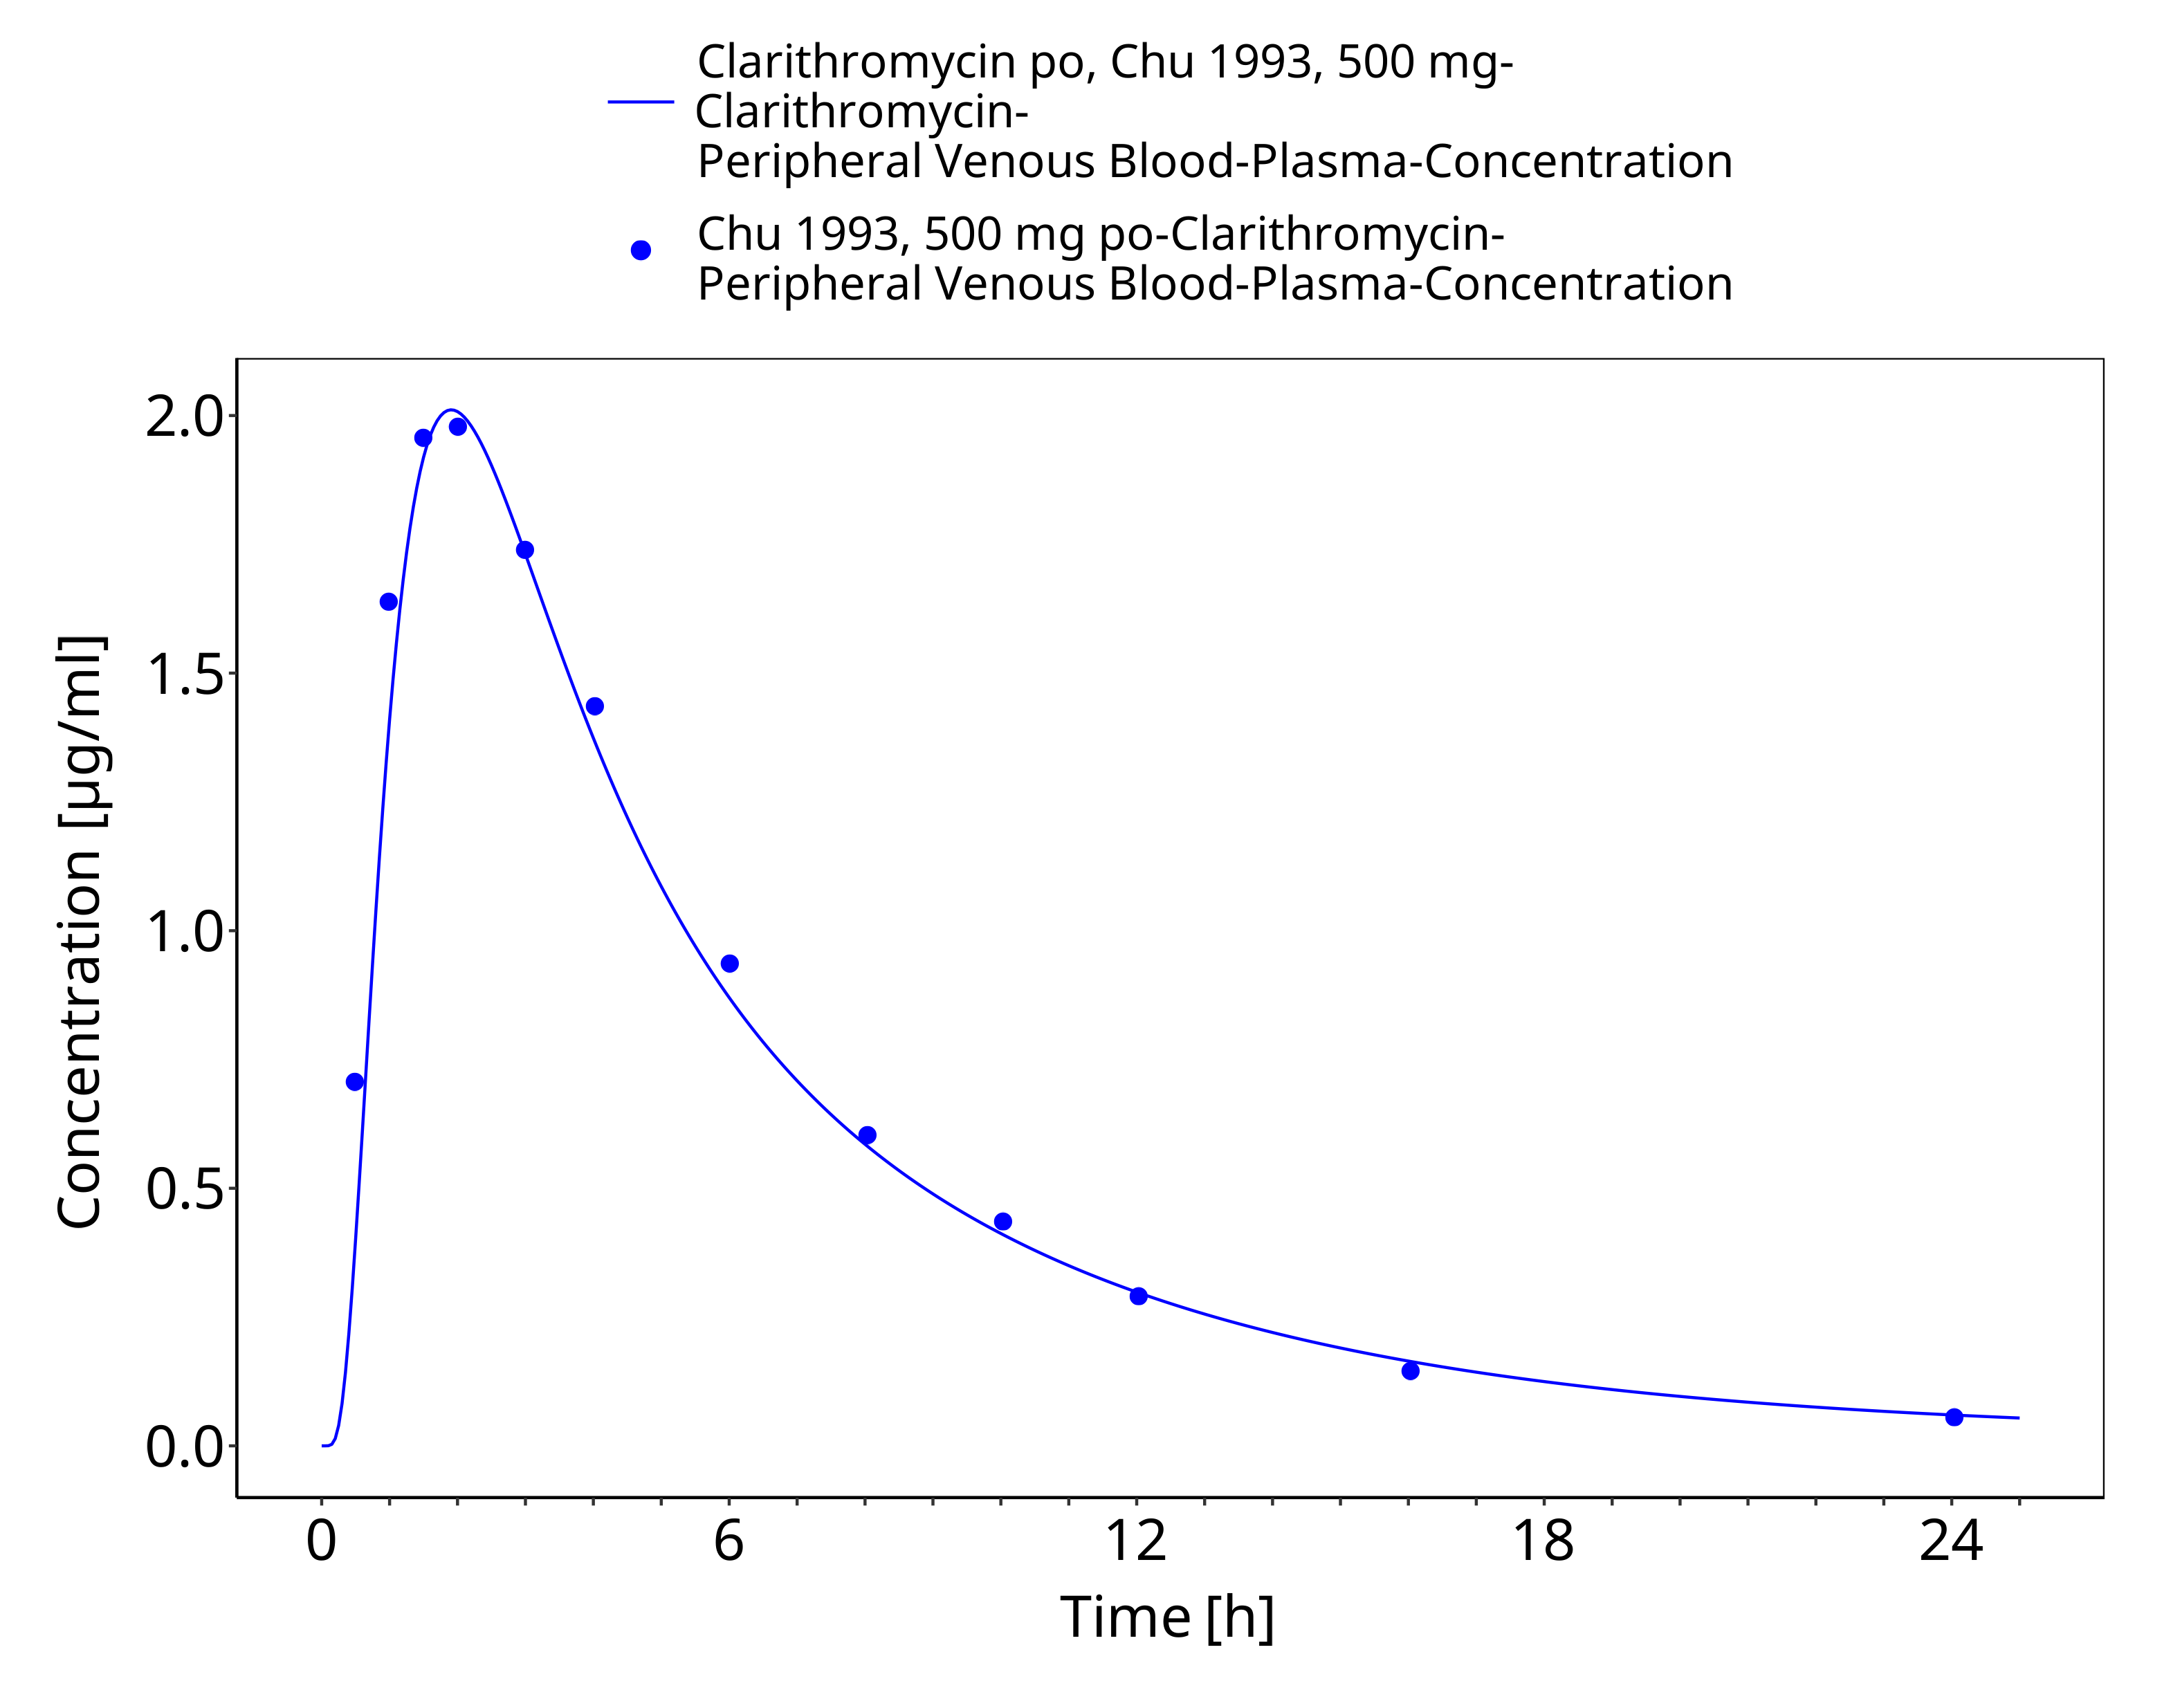 Clarithromycin po, Chu 1993, 500 mg-
Clarithromycin-
Peripheral Venous Blood-Plasma-Concentration
Chu 1993, 500 mg po-Clarithromycin-
Peripheral Venous Blood-Plasma-Concentration
Concentration [µg/ml]
2.0
1.5
1.0
0.5
0.0
0 6 12 18 24
Time [h]